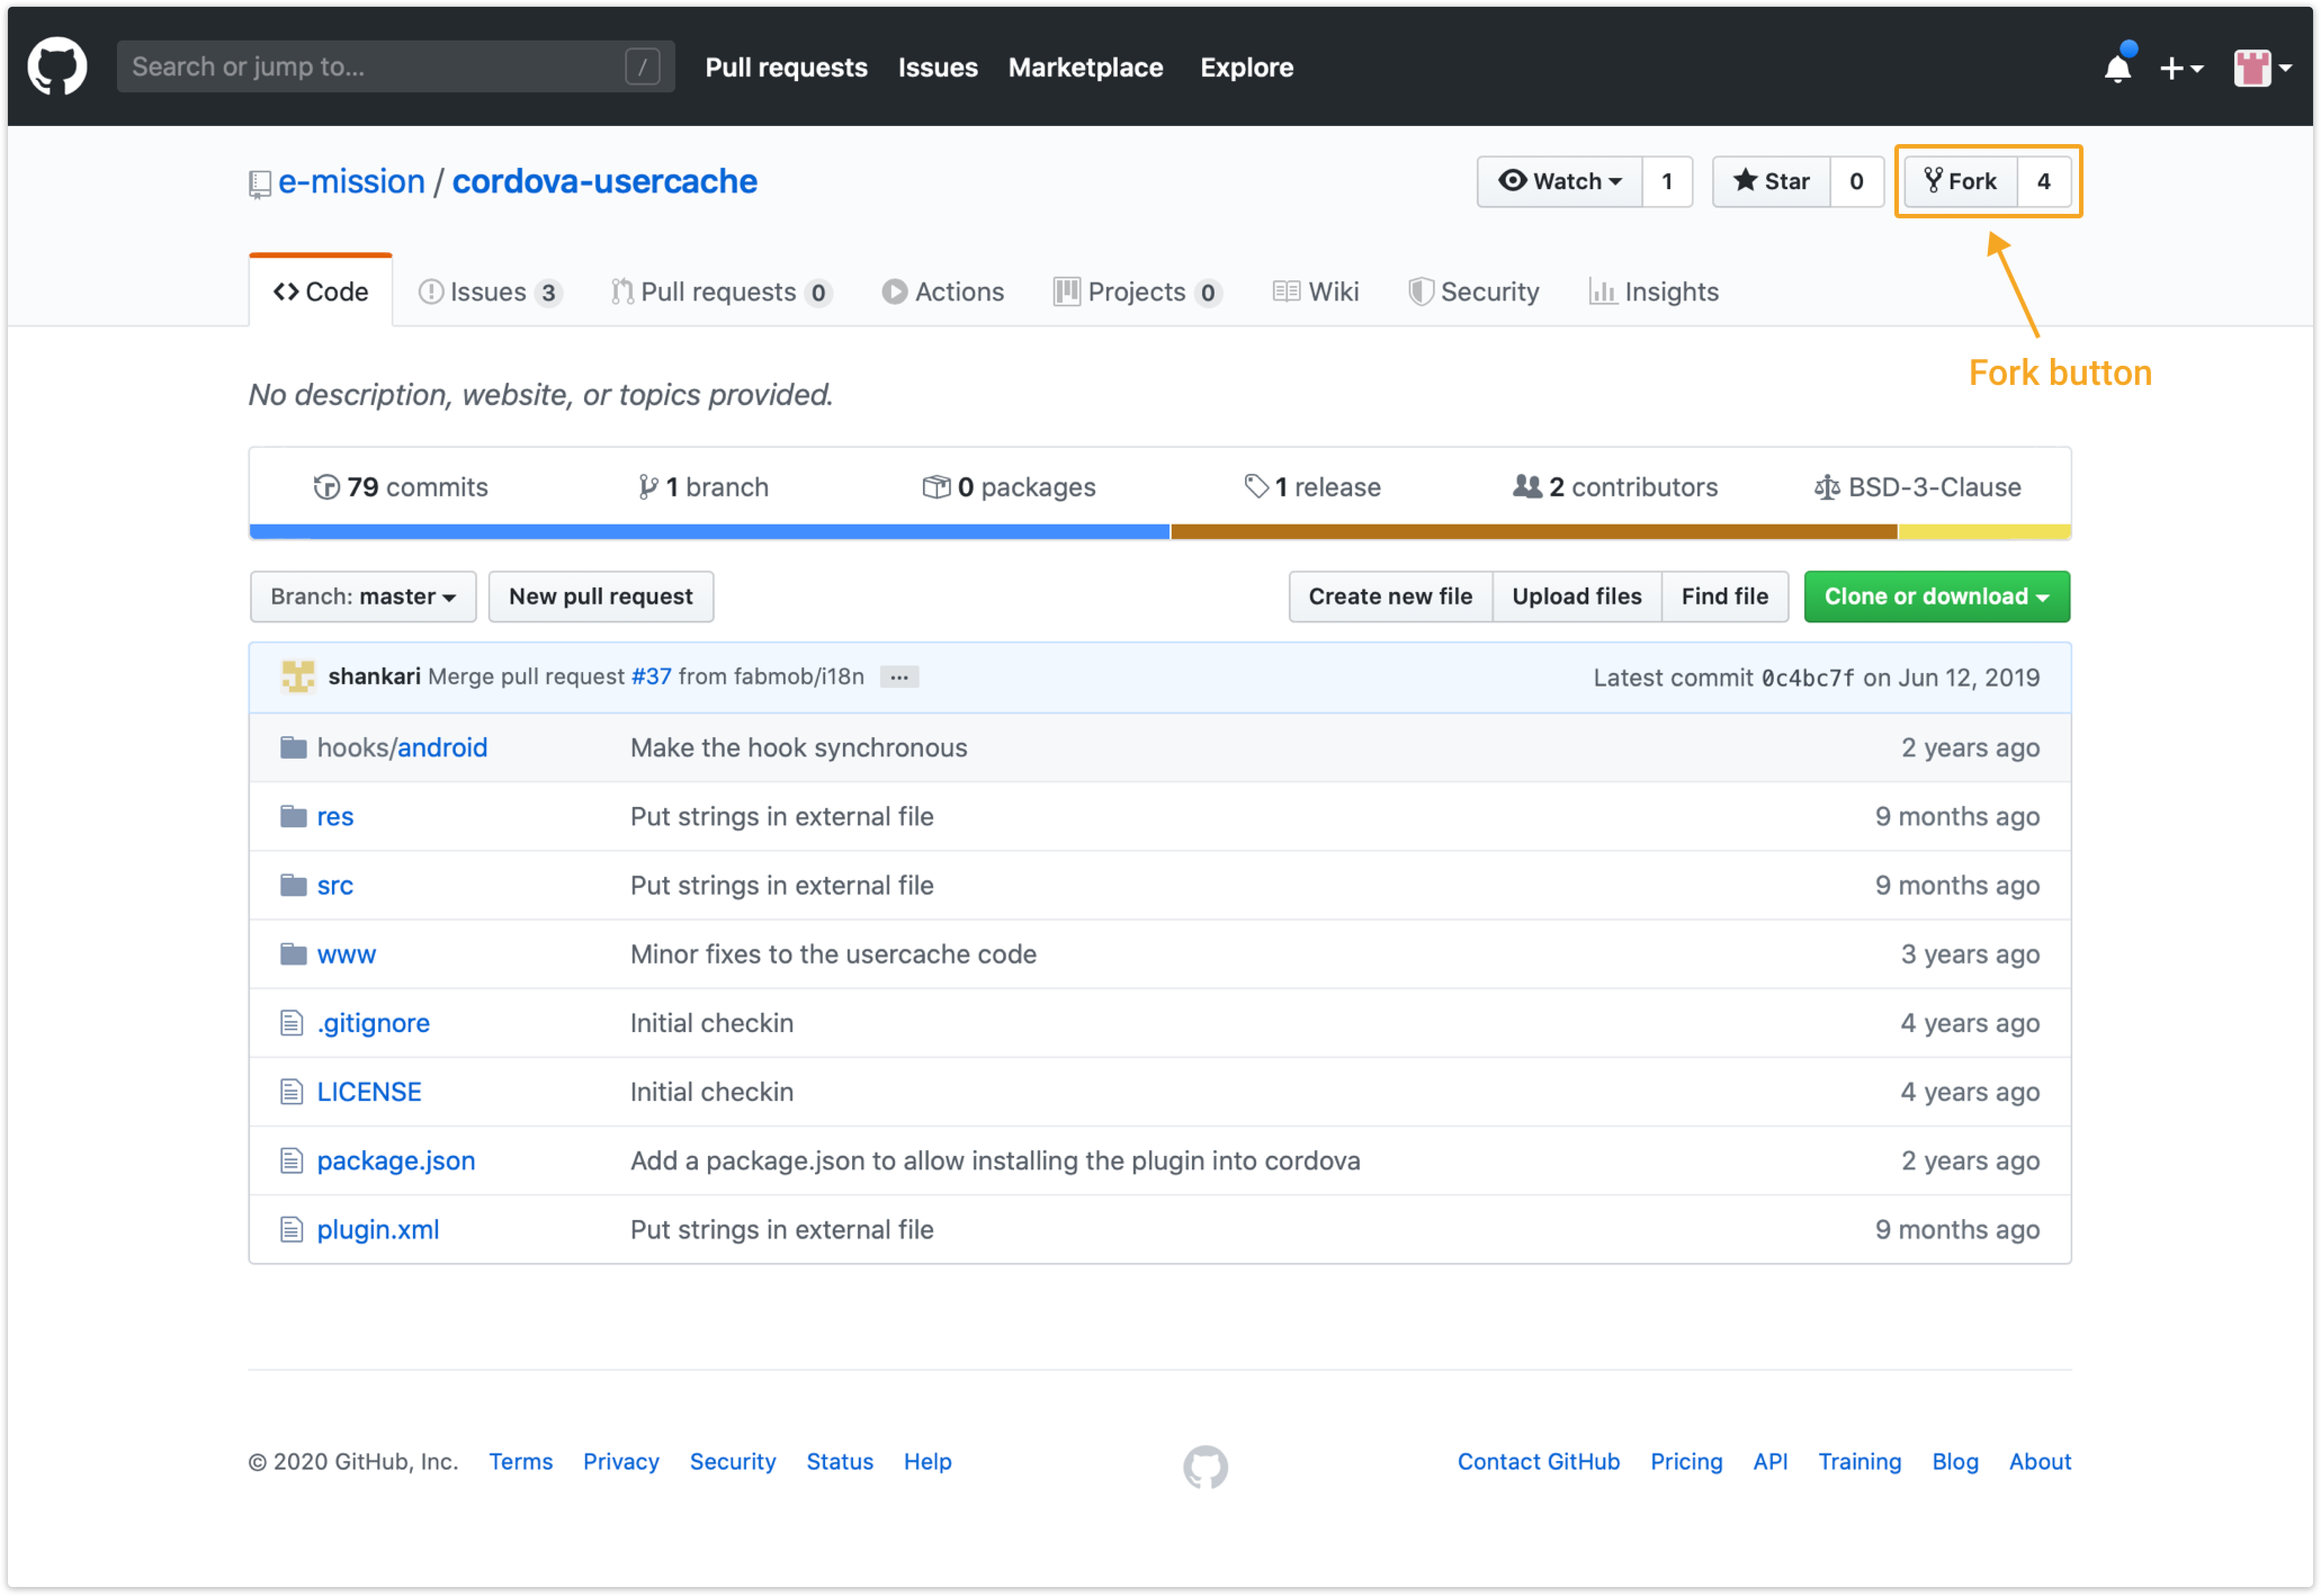 Search or jump to... / Pull requests Issues Marketplace Explore
e-mission / cordova-usercache Watch 1 Star 0 Fork 4
Code Issues 3 Pull requests 0 Actions Projects 0 Wiki Security Insights
Fork button
No description, website, or topics provided.
79 commits 1 branch 0 packages 1 release 2 contributors BSD-3-Clause
Branch: master New pull request Create new file Upload files Find file Clone or download
shankari Merge pull request #37 from fabmob/i18n ... Latest commit 0c4bc7f on Jun 12, 2019
hooks/android Make the hook synchronous 2 years ago
res Put strings in external file 9 months ago
src Put strings in external file 9 months ago
www Minor fixes to the usercache code 3 years ago
.gitignore Initial checkin 4 years ago
LICENSE Initial checkin 4 years ago
package.json Add a package.json to allow installing the plugin into cordova 2 years ago
plugin.xml Put strings in external file 9 months ago
© 2020 GitHub, Inc. Terms Privacy Security Status Help Contact GitHub Pricing API Training Blog About